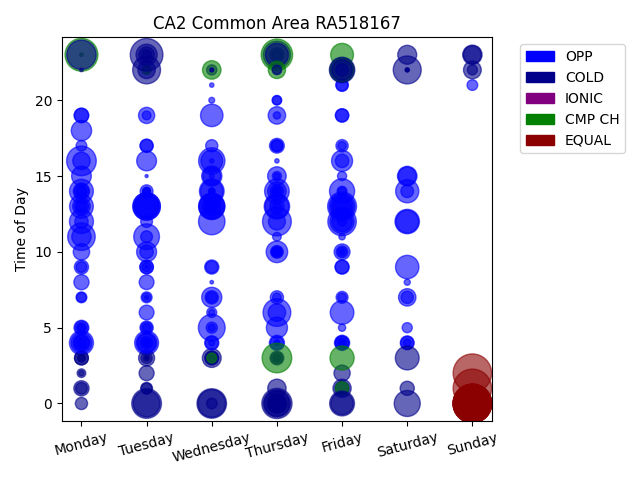 CA2 Common Area RA518167
OPP
COLD
IONIC
CMP CH
EQUAL
Time of Day
20
15
10
5
0
Monday Tuesday Wednesday Thursday Friday Saturday Sunday